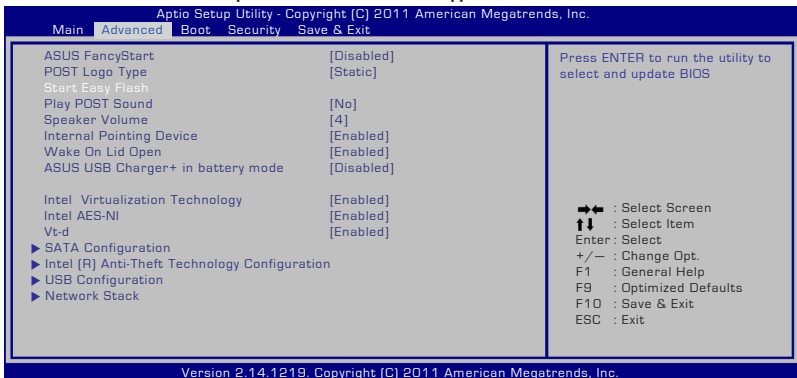 Aptio Setup Utility - Copyright (C) 2011 American Megatrends, Inc.
Main Advanced Boot Security Save & Exit
ASUS FancyStart [Disabled]
POST Logo Type [Static]
Start Easy Flash
Play POST Sound [No]
Speaker Volume [4]
Internal Pointing Device [Enabled]
Wake On Lid Open [Enabled]
ASUS USB Charger+ in battery mode [Disabled]
Intel Virtualization Technology [Enabled]
Intel AES-NI [Enabled]
Vt-d [Enabled]
SATA Configuration
Intel (R) Anti-Theft Technology Configuration
USB Configuration
Network Stack
Press ENTER to run the utility to
select and update BIOS
: Select Screen
: Select Item
Enter : Select
+/— : Change Opt.
F1 : General Help
F9 : Optimized Defaults
F10 : Save & Exit
ESC : Exit
Version 2.14.1219. Copyright (C) 2011 American Megatrends, Inc.